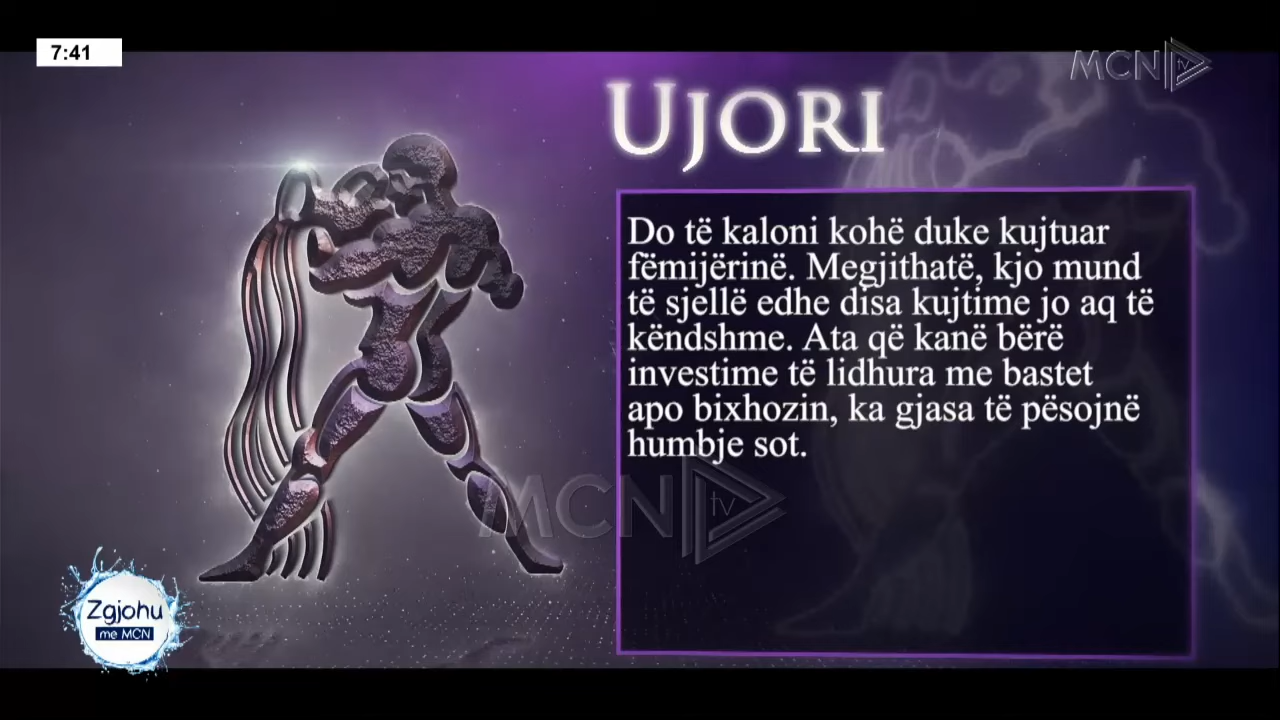 7:41
MCN tv
UJORI
Do të kaloni kohë duke kujtuar
fëmijërinë. Megjithatë, kjo mund
të sjellë edhe disa kujtime jo aq të
këndshme. Ata që kanë bërë
investime të lidhura me bastet
apo bixhozin, ka gjasa të pësojnë
humbje sot.
MCN tv
Zgjohu
me MCN